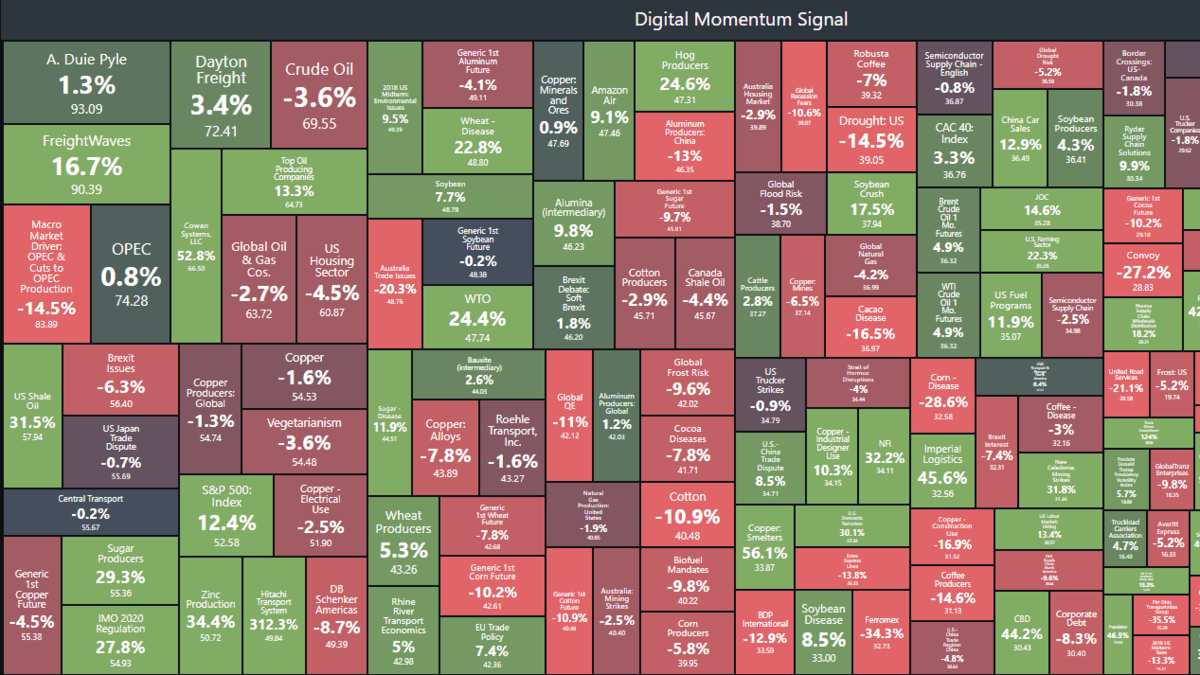 Digital Momentum Signal
A. Duie Pyle
1.3%
93.09
FreightWaves
16.7%
90.39
Macro
Market
Driver:
OPEC &
Cuts to
OPEC
Production
-14.5%
83.89
OPEC
0.8%
74.28
Dayton
Freight
3.4%
72.41
Crude Oil
-3.6%
69.55
Cowan
Systems,
LLC
52.8%
66.50
Top Oil
Producing
Companies
13.3%
64.73
Global Oil
& Gas
Cos.
-2.7%
63.72
US
Housing
Sector
-4.5%
60.87
US Shale
Oil
31.5%
57.94
Brexit
Issues
-6.3%
56.40
US Japan
Trade
Dispute
-0.7%
55.69
Central Transport
-0.2%
55.67
Generic
1st
Copper
Future
-4.5%
55.38
Sugar
Producers
29.3%
55.36
IMO 2020
Regulation
27.8%
54.93
Copper
Producers:
Global
-1.3%
54.74
Copper
-1.6%
54.53
Vegetarianism
-3.6%
54.48
S&P 500:
Index
12.4%
52.58
Copper -
Electrical
Use
-2.5%
51.90
Zinc
Production
34.4%
50.72
Hitachi
Transport
System
312.3%
49.84
DB
Schenker
Americas
-8.7%
49.39
2018 US
Midterm:
Environmental
Issues
9.5%
49.39
Generic 1st
Aluminum
Future
-4.1%
49.11
Wheat -
Disease
22.8%
48.80
Soybean
7.7%
48.78
Australia
Trade Issues
-20.3%
48.76
Generic 1st
Soybean
Future
-0.2%
48.38
WTO
24.4%
47.74
Copper:
Minerals
and
Ores
0.9%
47.69
Amazon
Air
9.1%
47.46
Hog
Producers
24.6%
47.31
Aluminum
Producers:
China
-13%
46.35
Alumina
(intermediary)
9.8%
46.23
Brexit
Debate:
Soft
Brexit
1.8%
46.20
Generic 1st
Sugar
Future
-9.7%
45.81
Cotton
Producers
-2.9%
45.71
Canada
Shale Oil
-4.4%
45.67
Sugar -
Disease
11.9%
44.51
Bauxite
(intermediary)
2.6%
44.03
Copper:
Alloys
-7.8%
43.89
Roehle
Transport,
Inc.
-1.6%
43.27
Wheat
Producers
5.3%
43.26
Rhine
River
Transport
Economics
5%
42.98
Generic
1st Wheat
Future
-7.8%
42.68
Generic
1st Corn
Future
-10.2%
42.61
EU Trade
Policy
7.4%
42.36
Global
QE
-11%
42.12
Aluminum
Producers:
Global
1.2%
42.03
Global
Frost Risk
-9.6%
42.02
Cocoa
Diseases
-7.8%
41.71
Natural
Gas
Production:
United
States
-1.9%
40.85
Cotton
-10.9%
40.48
Generic 1st
Cotton
Future
-10.9%
40.48
Australia:
Mining
Strikes
-2.5%
40.40
Biofuel
Mandates
-9.8%
40.22
Corn
Producers
-5.8%
39.95
Australia
Housing
Market
-2.9%
39.89
Global
Recession
Fears
-10.6%
39.87
Robusta
Coffee
-7%
39.32
Drought: US
-14.5%
39.05
Global
Flood Risk
-1.5%
38.70
Soybean
Crush
17.5%
37.94
Cattle
Producers
2.8%
37.27
Copper:
Mines
-6.5%
37.14
Global
Natural
Gas
-4.2%
36.99
Cacao
Disease
-16.5%
36.97
Semiconductor
Supply Chain -
English
-0.8%
36.87
CAC 40:
Index
3.3%
36.76
Global
Drought
Risk
-5.2%
China Car
Sales
12.9%
36.49
Soybean
Producers
4.3%
36.41
Brent
Crude
Oil 1
Mo.
Futures
4.9%
36.32
WTI
Crude
Oil 1
Mo.
Futures
4.9%
36.32
JOC
14.6%
35.28
U.S. Farming
Sector
22.3%
US Fuel
Programs
11.9%
35.07
Semiconductor
Supply Chain
-2.5%
34.98
US
Trucker
Strikes
-0.9%
34.79
U.S.-
China
Trade
Dispute
8.5%
34.71
Strait of
Hormuz:
Disruptions
-4%
34.44
Copper -
Industrial
Designer
Use
10.3%
34.15
NFI
32.2%
34.11
Copper:
Smelters
56.1%
33.87
U.S.
Domestic
Terrorism
30.1%
-13.8%
BDP
International
-12.9%
33.59
Soybean
Disease
8.5%
33.00
Ferromex
-34.3%
32.73
Corn -
Disease
-28.6%
32.58
Imperial
Logistics
45.6%
32.56
8.4%
Braxit
Interest
-7.4%
32.31
Coffee -
Disease
-3%
32.16
New
Caledonia
Mining
Strikes
31.8%
Copper -
Construction
Use
-16.9%
31.52
Coffee
Producers
-14.6%
31.13
U.S.-
China
Trade
-4.8%
US Labor
Market:
Hiring
13.4%
-9.6%
CBD
44.2%
30.43
Corporate
Debt
-8.3%
30.40
Border
Crossings:
US-
Canada
-1.8%
30.38
Ryder
Supply
Chain
Solutions
9.9%
30.34
U.S.
Trucker
Companies
-1.8%
29.62
Generic 1st
Cocoa
Future
-10.2%
29.10
Convoy
-27.2%
28.83
18.2%
United Road
Services
-21.1%
28.58
Frost: US
-5.2%
19.74
124%
President
Donald
Trump
Presidency
Volatility
Index
5.7%
GlobalTranz
Enterprises
-9.8%
18.35
Truckload
Carriers
Association
4.7%
16.40
Averitt
Express
-5.2%
16.33
15.2%
46.5%
Pitt Ohio
Transportation
Group
-35.5%
2018 US
Midterm
-13.3%